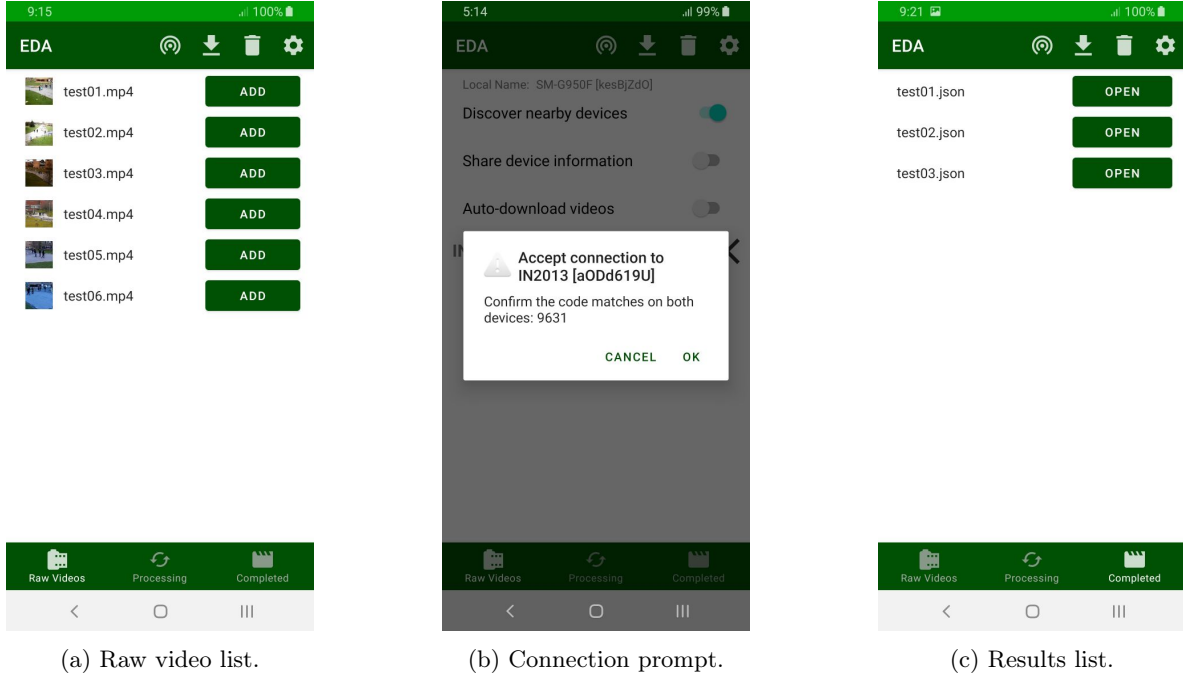 9:15
100%
EDA
test01.mp4 ADD
test02.mp4 ADD
test03.mp4 ADD
test04.mp4 ADD
test05.mp4 ADD
test06.mp4 ADD
Raw Videos Processing Completed
(a) Raw video list.
5:14
99%
EDA
Local Name: SM-G950F [kesBjZdO]
Discover nearby devices
Share device information
Auto-download videos
IN
Accept connection to
IN2013 [aODd619U]
Confirm the code matches on both
devices: 9631
CANCEL OK
Raw Videos Processing Completed
(b) Connection prompt.
9:21
100%
EDA
test01.json OPEN
test02.json OPEN
test03.json OPEN
Raw Videos Processing Completed
(c) Results list.